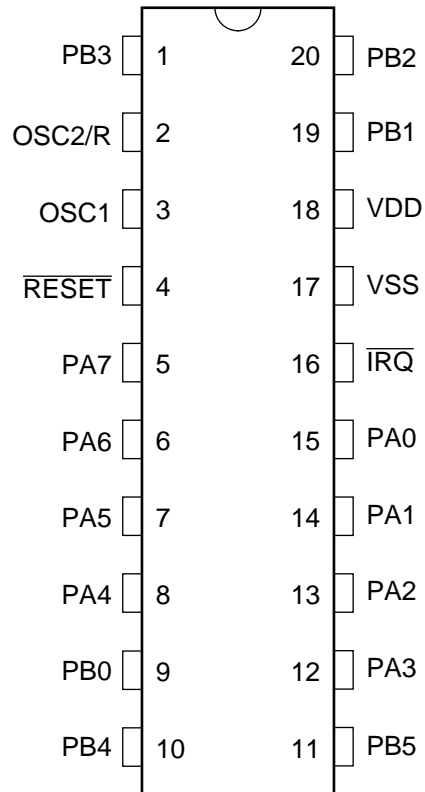 PB3 1 20 PB2
OSC2/R 2 19 PB1
OSC1 3 18 VDD
R̅E̅S̅E̅T̅ 4 17 VSS
PA7 5 16 I̅R̅Q̅
PA6 6 15 PA0
PA5 7 14 PA1
PA4 8 13 PA2
PB0 9 12 PA3
PB4 10 11 PB5